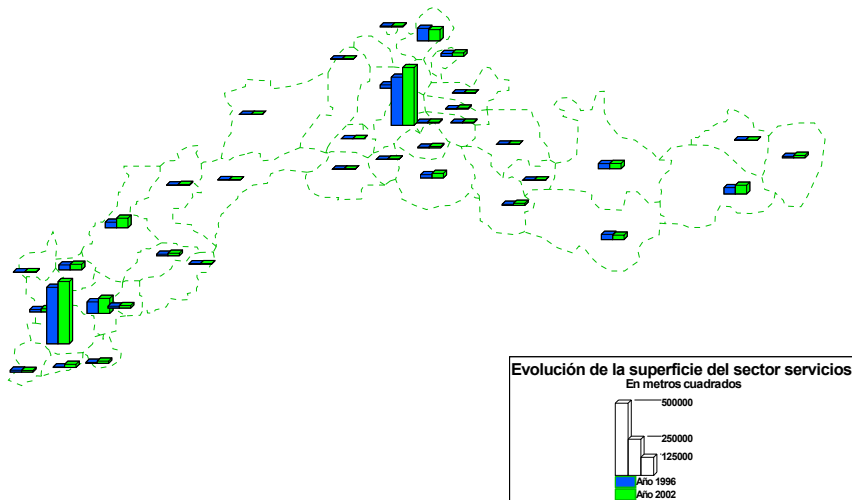 Evolución de la superficie del sector servicios
En metros cuadrados
500000
250000
125000
Año 1996
Año 2002